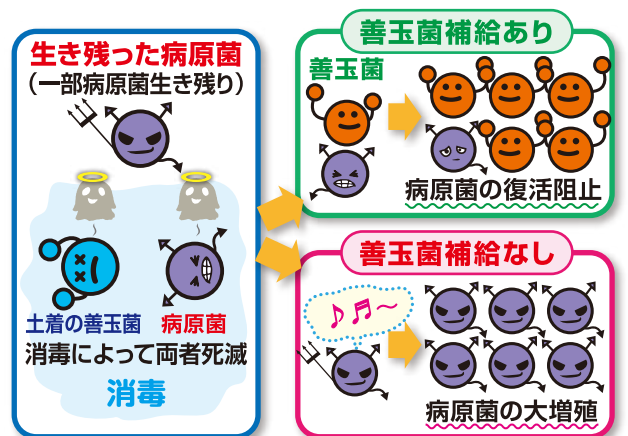 生き残った病原菌
(一部病原菌生き残り)
土着の善玉菌
病原菌
消毒によって両者死滅
消毒
善玉菌補給あり
善玉菌
病原菌の復活阻止
善玉菌補給なし
♪♬～
病原菌の大増殖